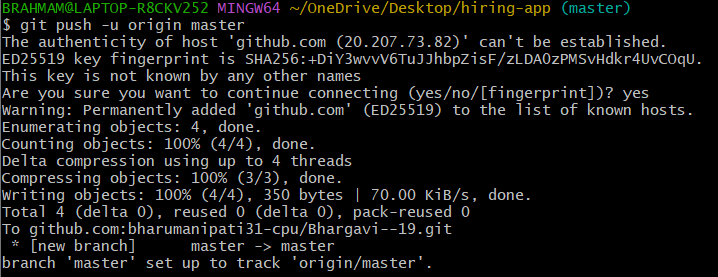 BRAHMAM@LAPTOP-R8CKV252 MINGW64 ~/OneDrive/Desktop/hiring-app (master)
$ git push -u origin master
The authenticity of host 'github.com (20.207.73.82)' can't be established.
ED25519 key fingerprint is SHA256:+DiY3wvvV6TuJJhbpZisF/zLDA0zPMSvHdkr4UvCOqU.
This key is not known by any other names
Are you sure you want to continue connecting (yes/no/[fingerprint])? yes
Warning: Permanently added 'github.com' (ED25519) to the list of known hosts.
Enumerating objects: 4, done.
Counting objects: 100% (4/4), done.
Delta compression using up to 4 threads
Compressing objects: 100% (3/3), done.
Writing objects: 100% (4/4), 350 bytes | 70.00 KiB/s, done.
Total 4 (delta 0), reused 0 (delta 0), pack-reused 0
To github.com:bharumanipati31-cpu/Bhargavi--19.git
 * [new branch]      master -> master
branch 'master' set up to track 'origin/master'.